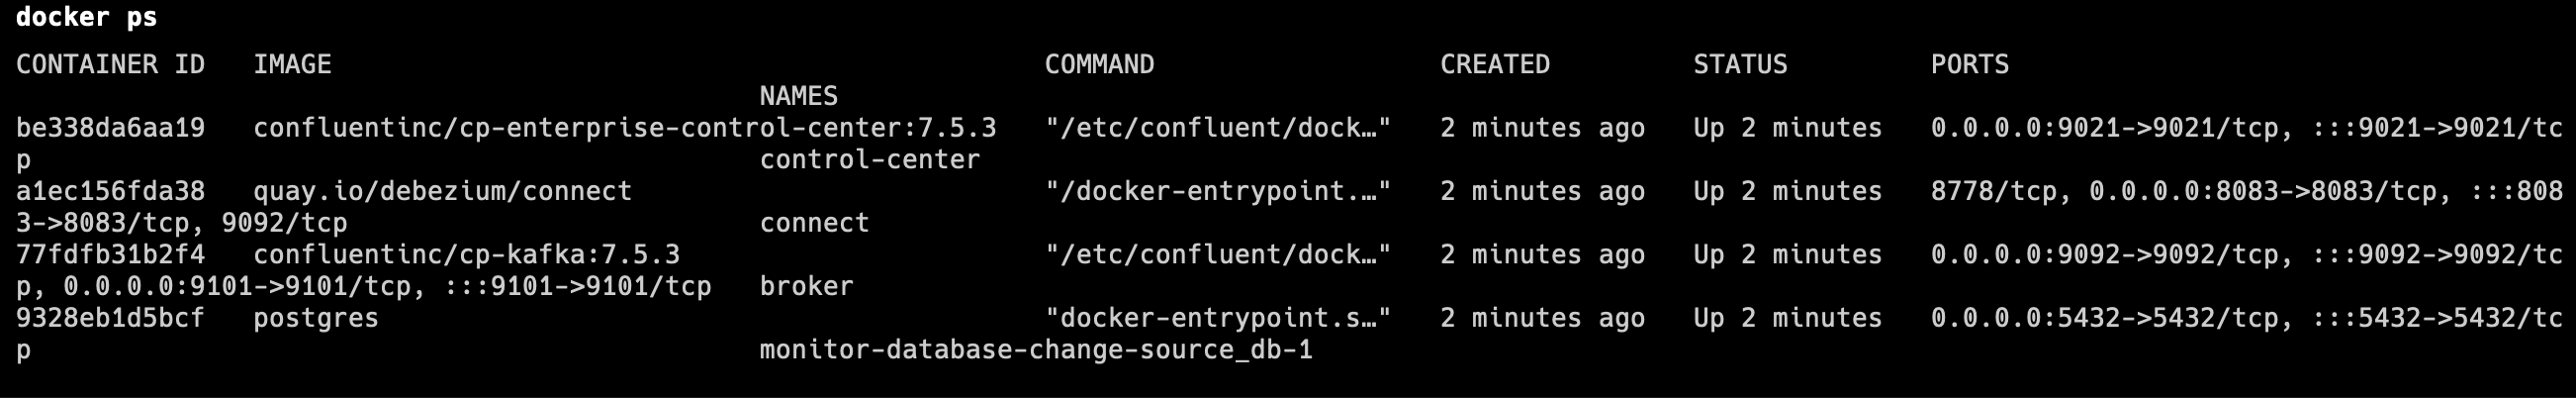 docker ps
CONTAINER ID   IMAGE                                             COMMAND                  CREATED         STATUS         PORTS
                                               NAMES
be338da6aa19   confluentinc/cp-enterprise-control-center:7.5.3   "/etc/confluent/dock…"   2 minutes ago   Up 2 minutes   0.0.0.0:9021->9021/tcp, :::9021->9021/tc
p                                              control-center
a1ec156fda38   quay.io/debezium/connect                          "/docker-entrypoint.…"   2 minutes ago   Up 2 minutes   8778/tcp, 0.0.0.0:8083->8083/tcp, :::808
3->8083/tcp, 9092/tcp                          connect
77fdfb31b2f4   confluentinc/cp-kafka:7.5.3                       "/etc/confluent/dock…"   2 minutes ago   Up 2 minutes   0.0.0.0:9092->9092/tcp, :::9092->9092/tc
p, 0.0.0.0:9101->9101/tcp, :::9101->9101/tcp   broker
9328eb1d5bcf   postgres                                          "docker-entrypoint.s…"   2 minutes ago   Up 2 minutes   0.0.0.0:5432->5432/tcp, :::5432->5432/tc
p                                              monitor-database-change-source_db-1